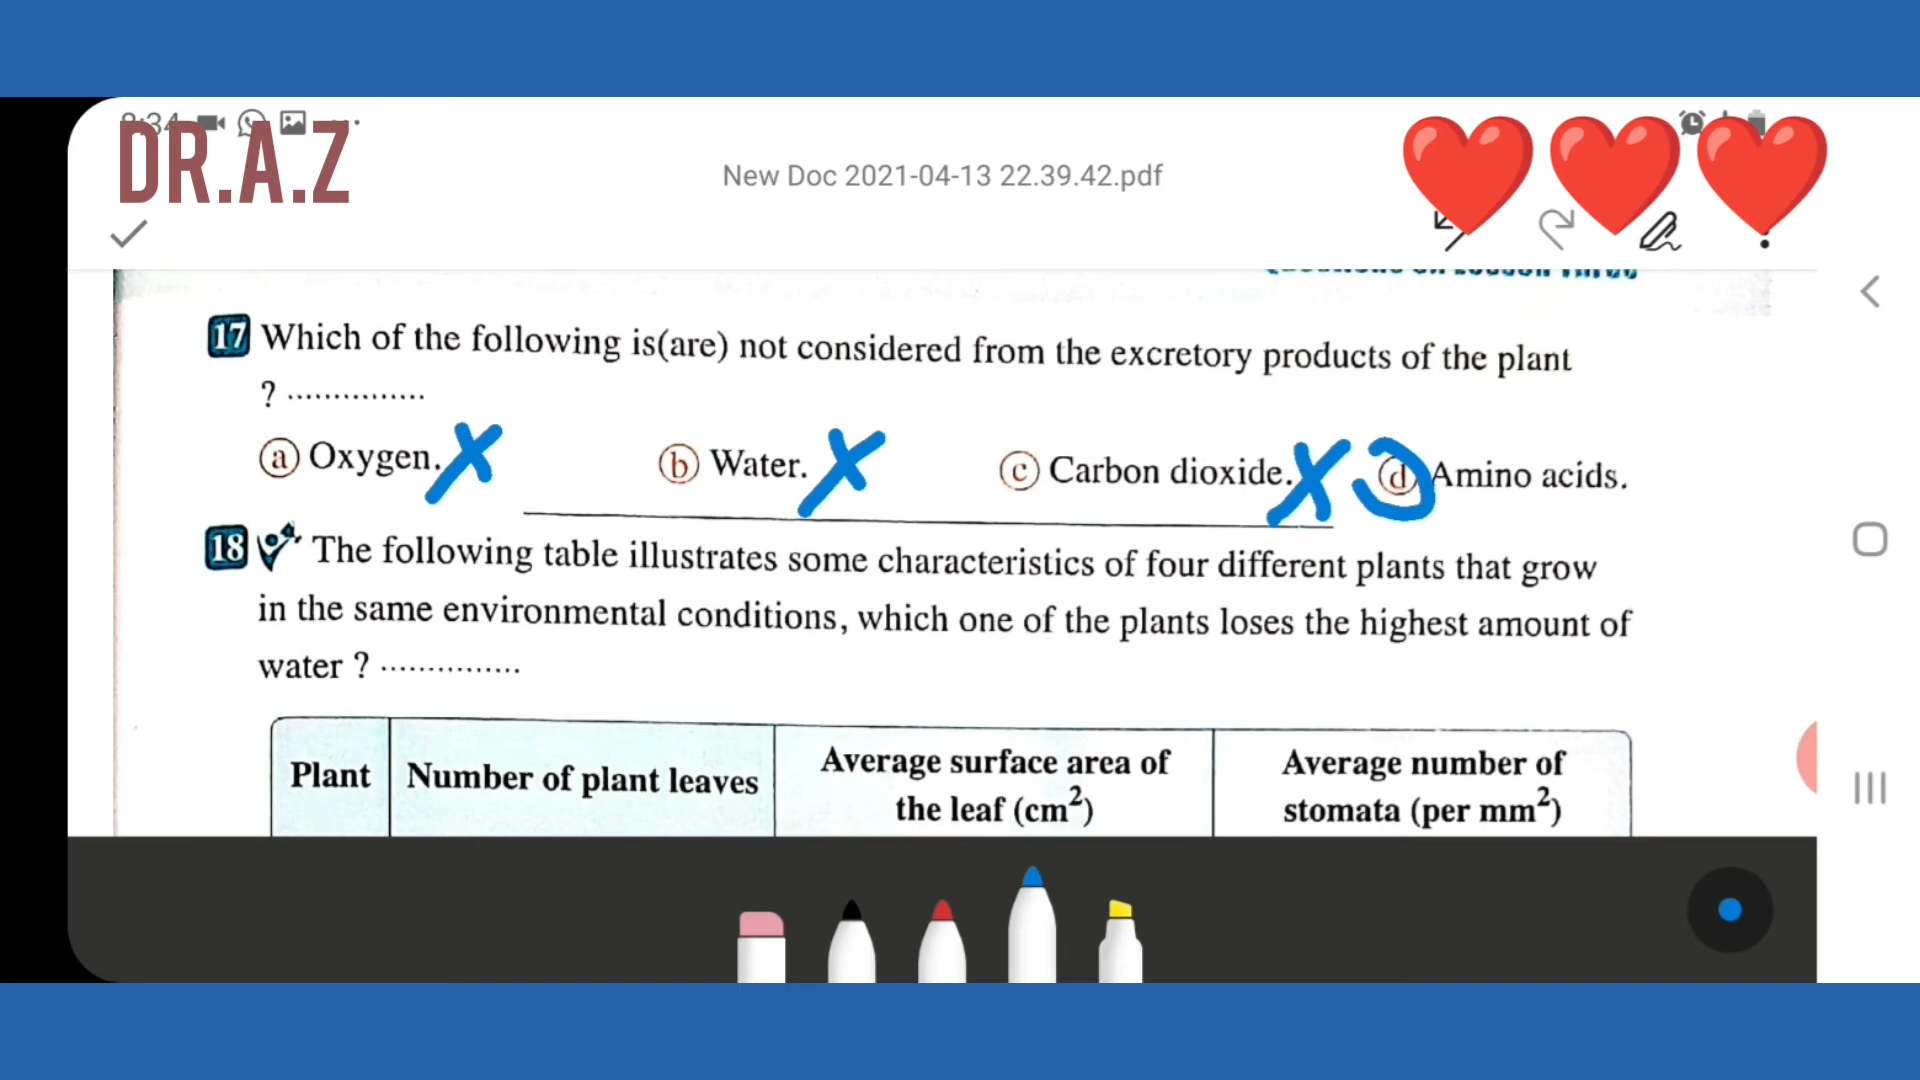 8:34
DR.A.Z
New Doc 2021-04-13 22.39.42.pdf
17 Which of the following is(are) not considered from the excretory products of the plant
? ...............
a Oxygen. b Water. c Carbon dioxide. d Amino acids.
18 The following table illustrates some characteristics of four different plants that grow
in the same environmental conditions, which one of the plants loses the highest amount of
water ? ...............
Plant Number of plant leaves Average surface area of the leaf (cm²) Average number of stomata (per mm²)